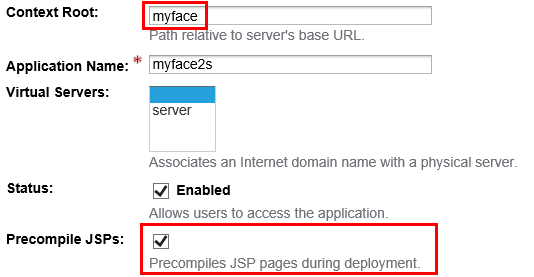 Context Root: myface
Path relative to server's base URL.
Application Name: * myface2s
Virtual Servers:
server
Associates an Internet domain name with a physical server.
Status: Enabled
Allows users to access the application.
Precompile JSPs:
Precompiles JSP pages during deployment.